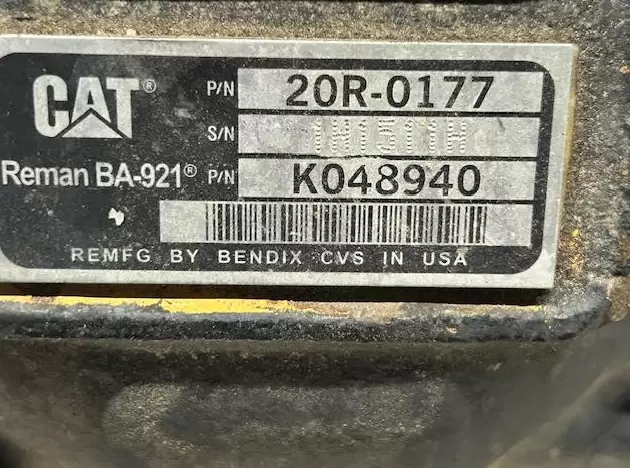 CAT® P/N 20R-0177
S/N
Reman BA-921® P/N K048940
REMFG BY BENDIX CVS IN USA